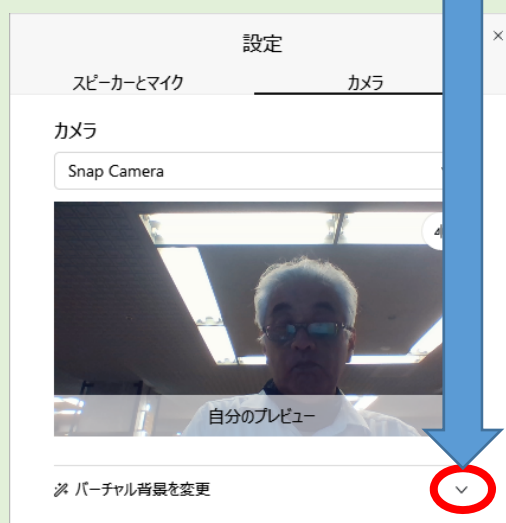 設定
スピーカーとマイク
カメラ
カメラ
Snap Camera
自分のプレビュー
バーチャル背景を変更